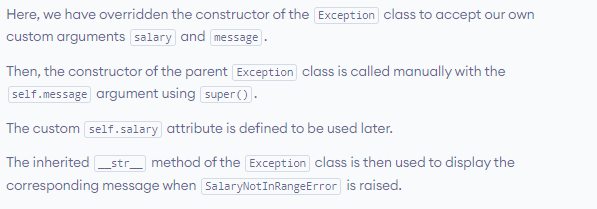 Here, we have overridden the constructor of the Exception class to accept our own
custom arguments salary and message .
Then, the constructor of the parent Exception class is called manually with the
self.message argument using super() .
The custom self.salary attribute is defined to be used later.
The inherited __str__ method of the Exception class is then used to display the
corresponding message when SalaryNotInRangeError is raised.